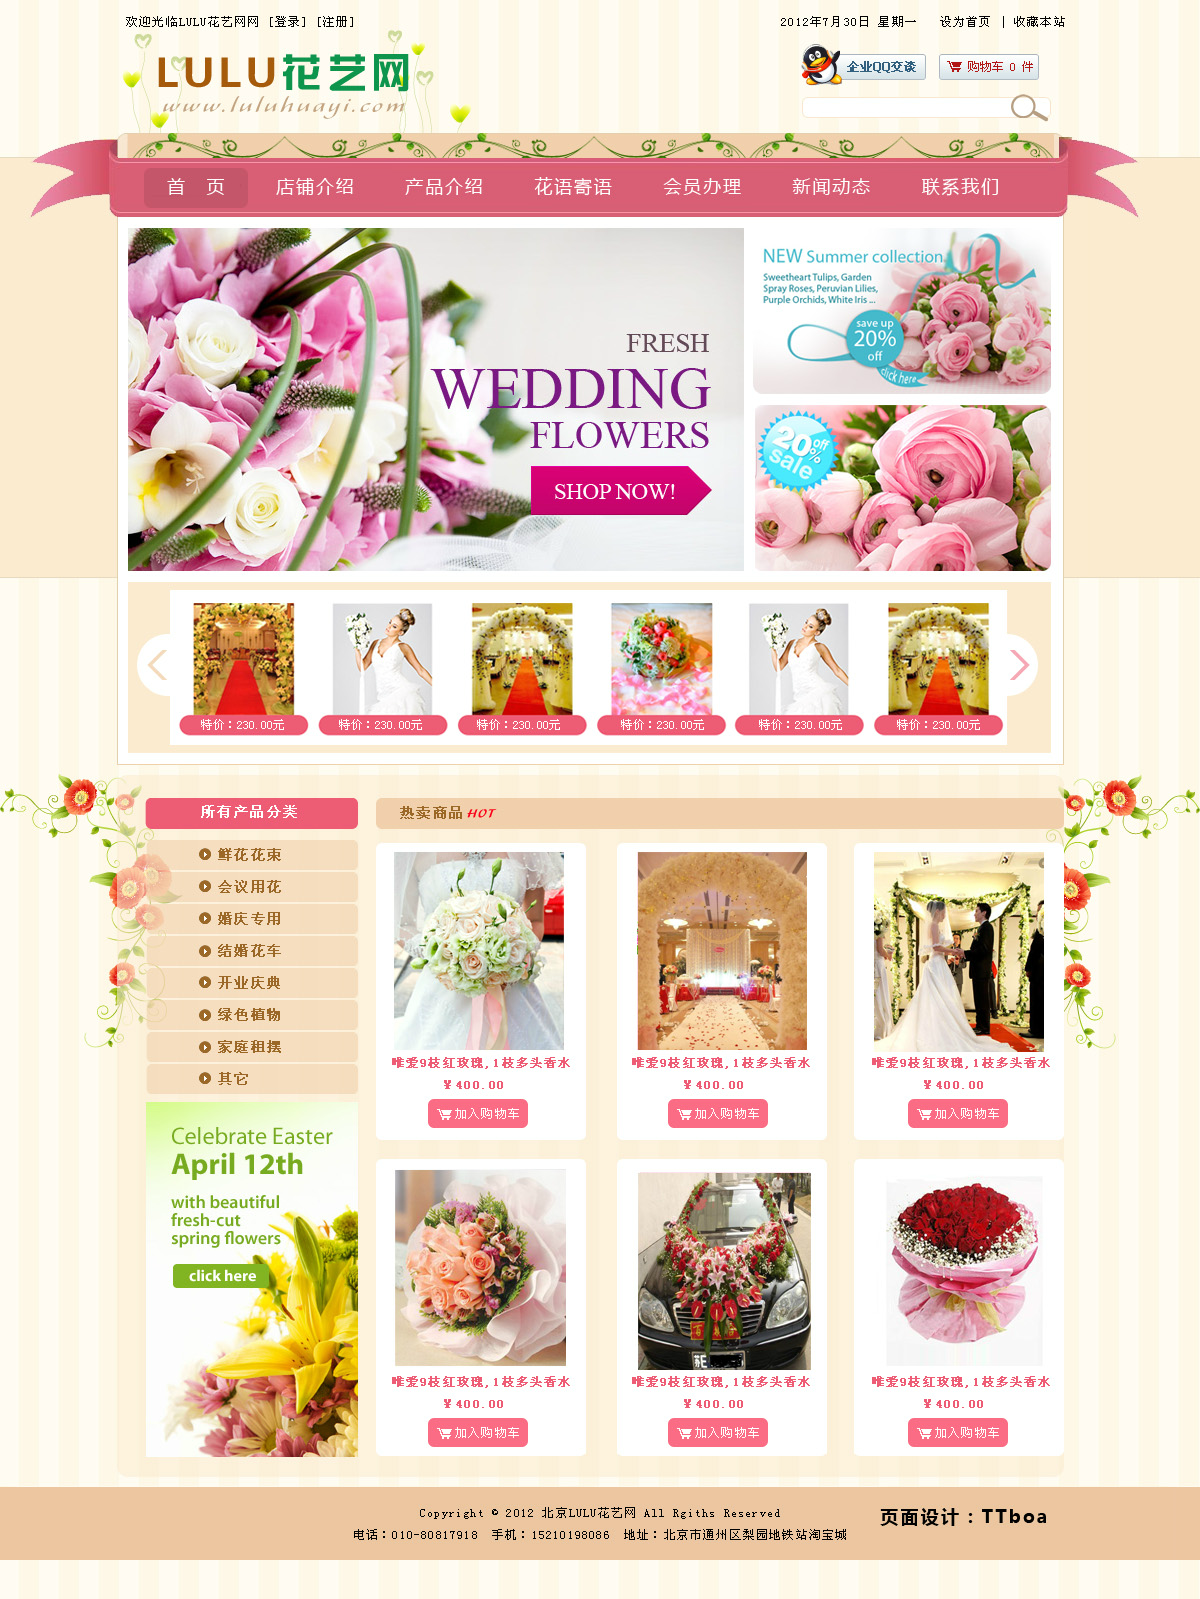 欢迎光临LULU花艺网网 [登录] [注册]
2012年7月30日 星期一 设为首页 | 收藏本站
LULU花艺网
www.luluhuayi.com
企业QQ交谈
购物车 0 件
首 页 店铺介绍 产品介绍 花语寄语 会员办理 新闻动态 联系我们
FRESH
WEDDING
FLOWERS
SHOP NOW!
NEW Summer collection
Sweetheart Tulips, Garden
Spray Roses, Peruvian Lilies,
Purple Orchids, White Iris ...
save up
20%
off
click here
20% off
sale
特价：230.00元 特价：230.00元 特价：230.00元 特价：230.00元 特价：230.00元 特价：230.00元
所有产品分类
鲜花花束
会议用花
婚庆专用
结婚花车
开业庆典
绿色植物
家庭租摆
其它
Celebrate Easter
April 12th
with beautiful
fresh-cut
spring flowers
click here
热卖商品 HOT
唯爱9枝红玫瑰,1枝多头香水 唯爱9枝红玫瑰,1枝多头香水 唯爱9枝红玫瑰,1枝多头香水
¥400.00 ¥400.00 ¥400.00
加入购物车 加入购物车 加入购物车
唯爱9枝红玫瑰,1枝多头香水 唯爱9枝红玫瑰,1枝多头香水 唯爱9枝红玫瑰,1枝多头香水
¥400.00 ¥400.00 ¥400.00
加入购物车 加入购物车 加入购物车
Copyright © 2012 北京LULU花艺网 All Rgiths Reserved
电话：010-80817918 手机：15210198086 地址：北京市通州区梨园地铁站淘宝城
页面设计：TTboa